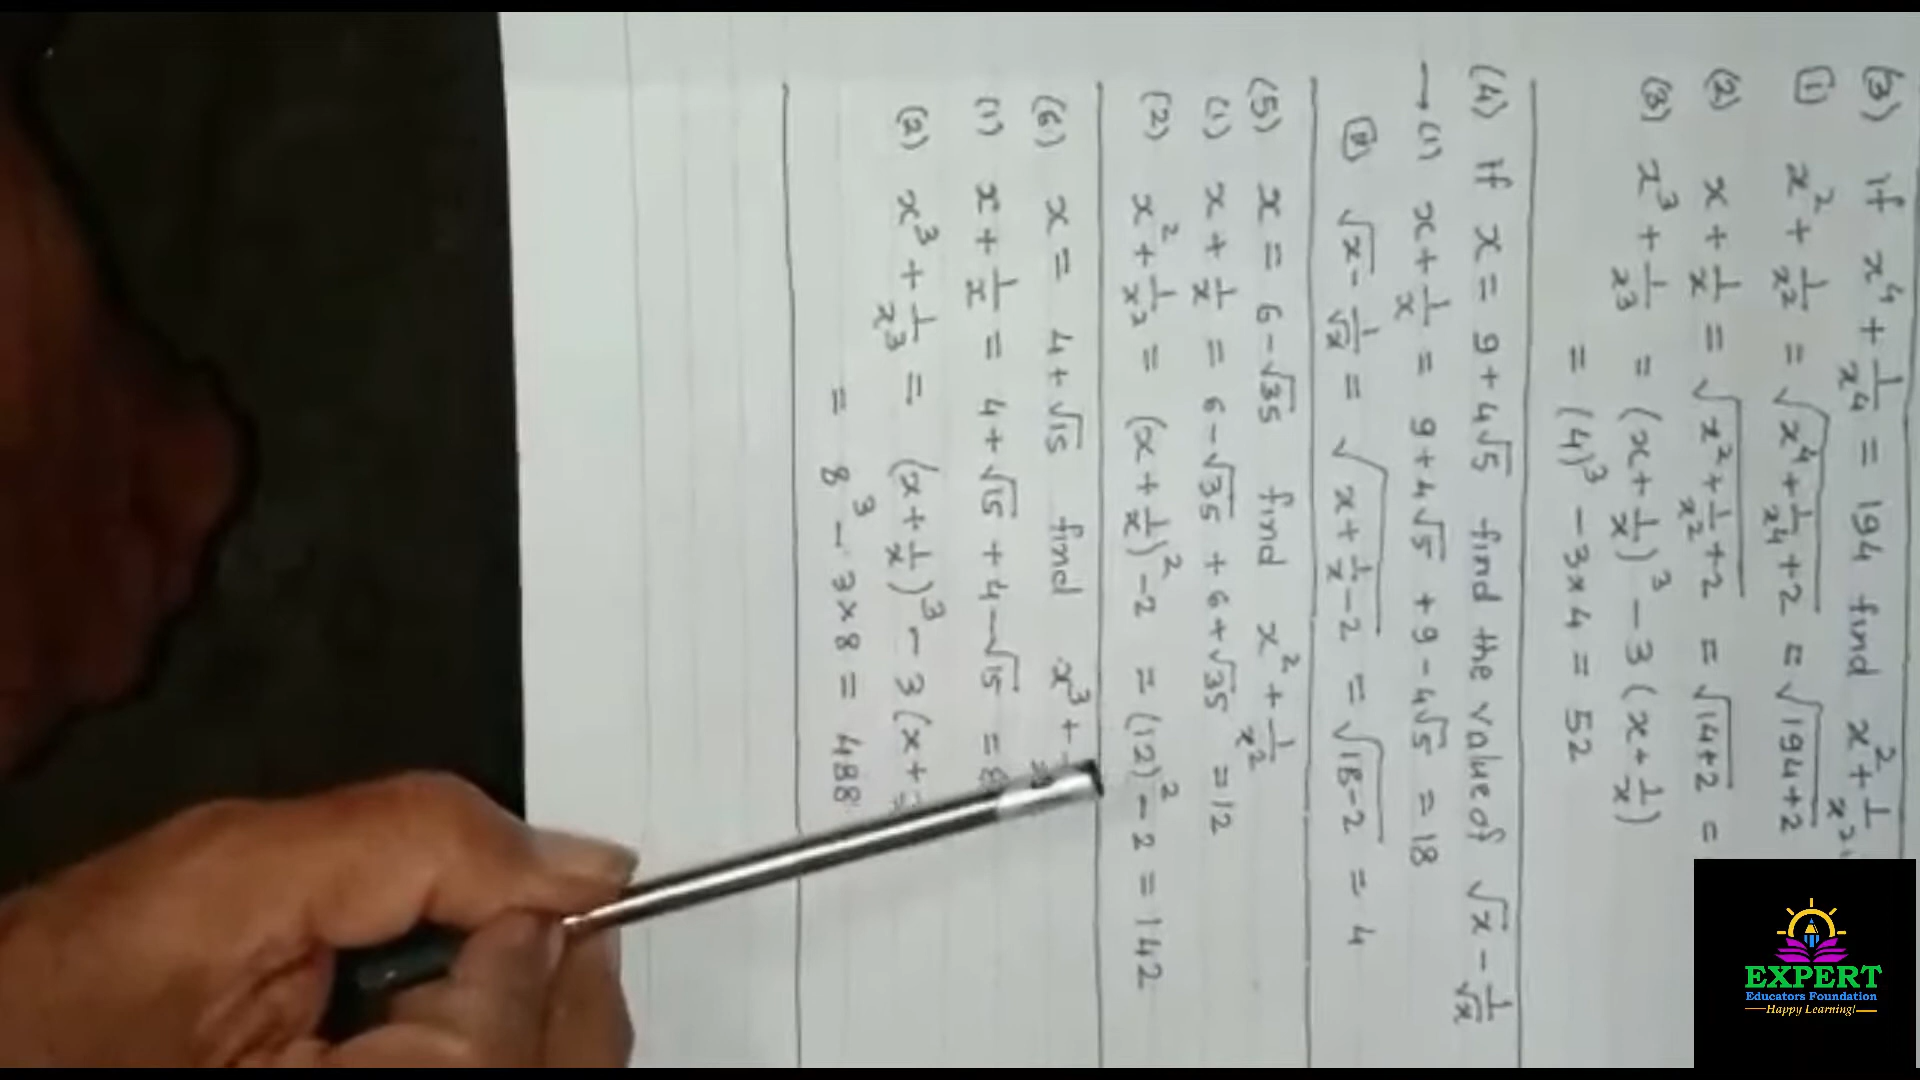 (3) If x⁴ + 1/x⁴ = 194 find x² + 1/x²
(1) x² + 1/x² = √(x⁴ + 1/x⁴ + 2) = √(194+2)
(2) x + 1/x = √(x² + 1/x² + 2) = √(14+2) =
(3) x³ + 1/x³ = (x + 1/x)³ - 3(x + 1/x)
= (4)³ - 3×4 = 52
(4) If x = 9+4√5 find the value of √x - 1/√x
→ (1) x + 1/x = 9+4√5 + 9-4√5 = 18
√x - 1/√x = √(x + 1/x - 2) = √(18-2) = 4
(5) x = 6-√35 find x² + 1/x²
(1) x + 1/x = 6-√35 + 6+√35 = 12
(2) x² + 1/x² = (x + 1/x)² - 2 = (12)² - 2 = 142
(6) x = 4+√15 find x³ +
(1) x + 1/x = 4+√15 + 4-√15 = 8
(2) x³ + 1/x³ = (x + 1/x)³ - 3(x +
= 8³ - 3×8 = 488
EXPERT
Educators Foundation
Happy Learning!